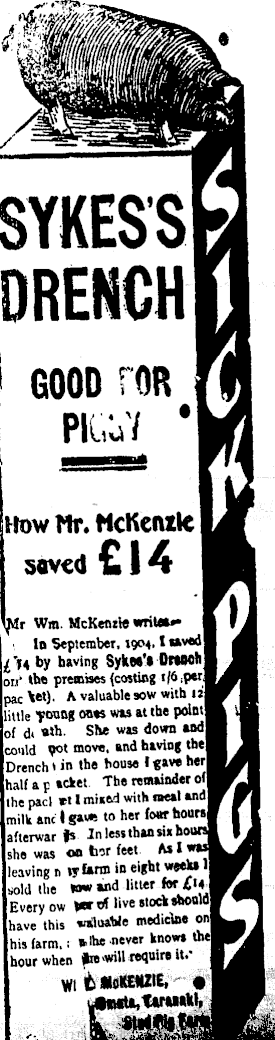 SYKES'S
DRENCH
GOOD FOR
PIGGY
How Mr. McKenzie
saved £14
Mr Wm. McKenzie writes—
In September, 1904, I saved
£14 by having Sykes's Drench
on the premises (costing 1/6 per
packet). A valuable sow with 12
little young ones was at the point
of death. She was down and
could not move, and having the
Drench in the house I gave her
half a packet. The remainder of
the packet I mixed with meal and
milk and gave to her four hours
afterwards. In less than six hours
she was on her feet. As I was
leaving my farm in eight weeks I
sold the sow and litter for £14.
Every owner of live stock should
have this valuable medicine on
his farm, as he never knows the
hour when he will require it."
McKENZIE,
Omata, Taranaki,
Stud Pig Farm
SICK PIGS